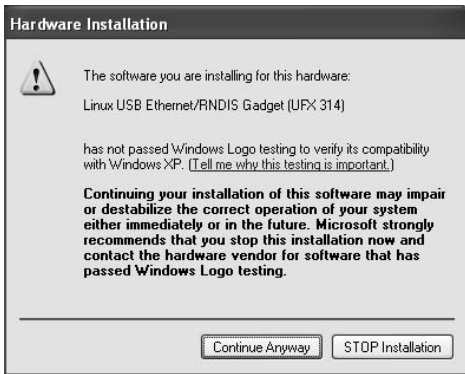 Hardware Installation
The software you are installing for this hardware:
Linux USB Ethernet/RNDIS Gadget (UFX 314)
has not passed Windows Logo testing to verify its compatibility
with Windows XP. (Tell me why this testing is important.)
Continuing your installation of this software may impair
or destabilize the correct operation of your system
either immediately or in the future. Microsoft strongly
recommends that you stop this installation now and
contact the hardware vendor for software that has
passed Windows Logo testing.
Continue Anyway
STOP Installation